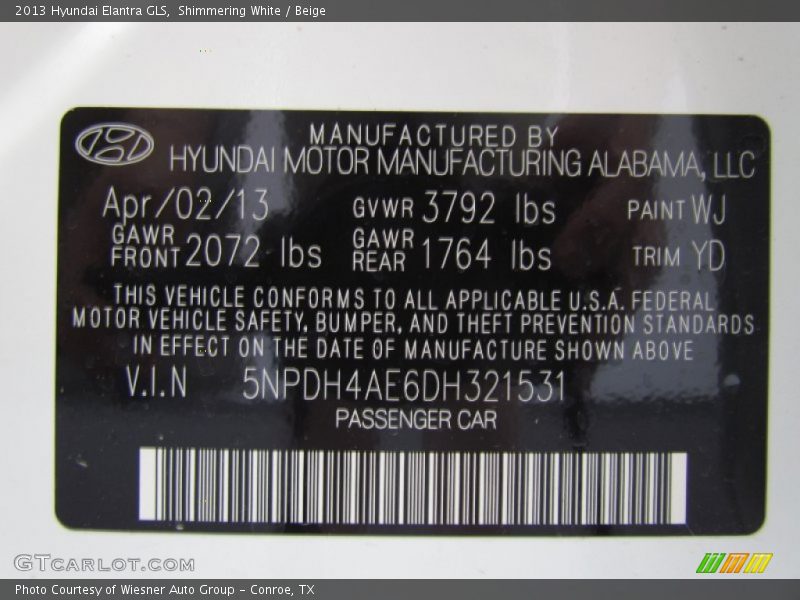 2013 Hyundai Elantra GLS,  Shimmering White / Beige
MANUFACTURED BY
HYUNDAI MOTOR MANUFACTURING ALABAMA, LLC
Apr/02/13 GVWR 3792 lbs PAINT WJ
GAWR FRONT 2072 lbs GAWR REAR 1764 lbs TRIM YD
THIS VEHICLE CONFORMS TO ALL APPLICABLE U.S.A. FEDERAL
MOTOR VEHICLE SAFETY, BUMPER, AND THEFT PREVENTION STANDARDS
IN EFFECT ON THE DATE OF MANUFACTURE SHOWN ABOVE
V.I.N 5NPDH4AE6DH321531
PASSENGER CAR
GTCARLOT.COM
Photo Courtesy of Wiesner Auto Group - Conroe, TX